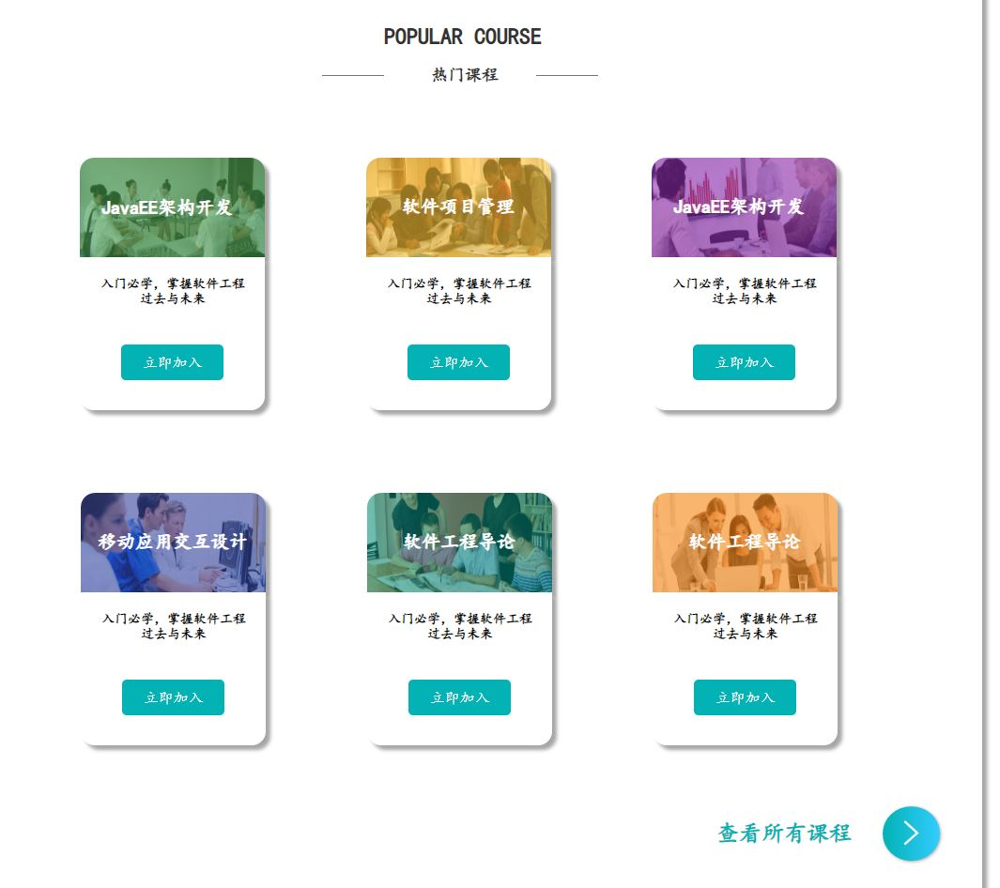 POPULAR COURSE
热门课程
JavaEE架构开发
软件项目管理
JavaEE架构开发
入门必学，掌握软件工程
过去与未来
入门必学，掌握软件工程
过去与未来
入门必学，掌握软件工程
过去与未来
立即加入
立即加入
立即加入
移动应用交互设计
软件工程导论
软件工程导论
入门必学，掌握软件工程
过去与未来
入门必学，掌握软件工程
过去与未来
入门必学，掌握软件工程
过去与未来
立即加入
立即加入
立即加入
查看所有课程